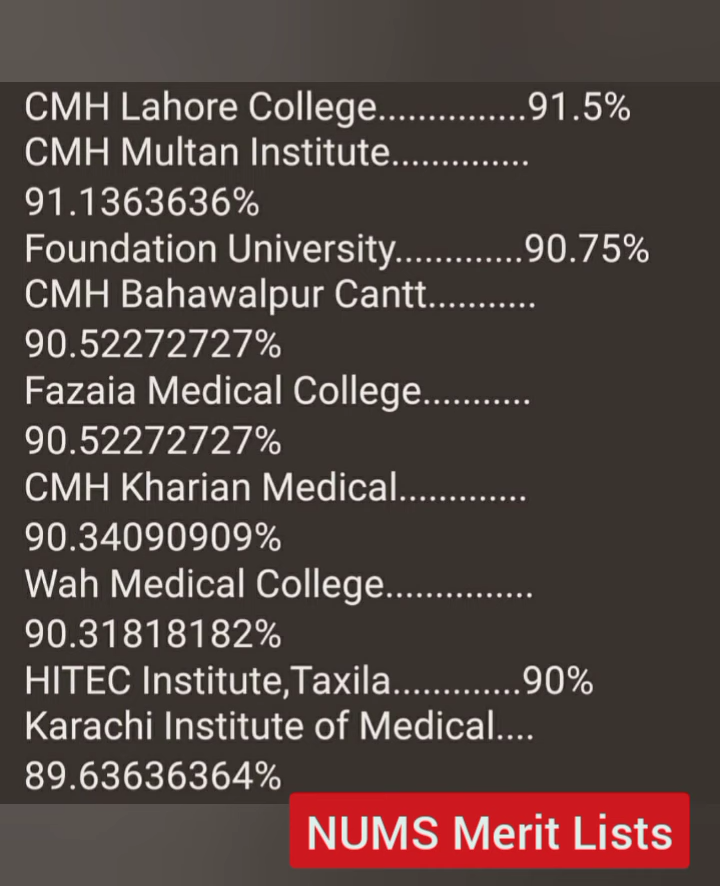 CMH Lahore College...............91.5%
CMH Multan Institute..............
91.1363636%
Foundation University.............90.75%
CMH Bahawalpur Cantt...........
90.52272727%
Fazaia Medical College...........
90.52272727%
CMH Kharian Medical.............
90.34090909%
Wah Medical College...............
90.31818182%
HITEC Institute,Taxila.............90%
Karachi Institute of Medical....
89.63636364%
NUMS Merit Lists